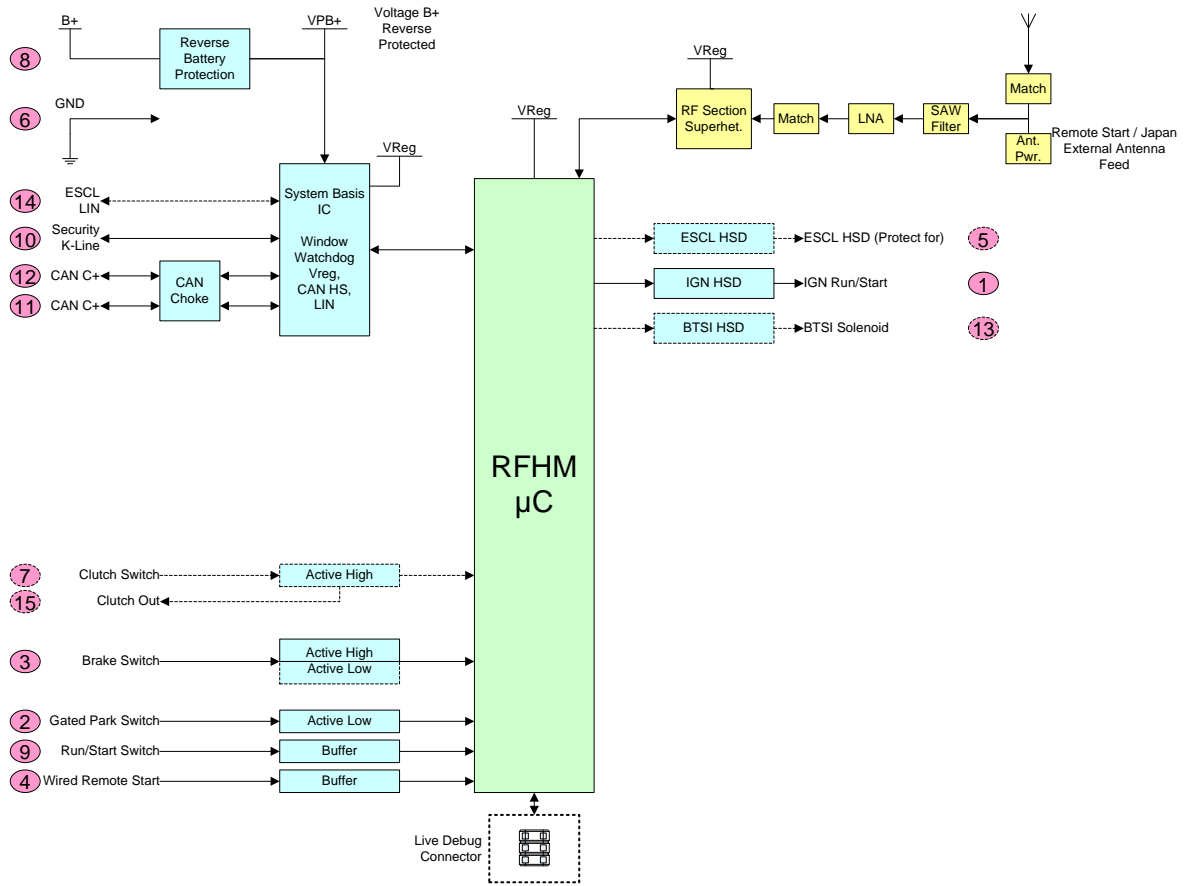 B+
VPB+
Voltage B+
Reverse
Protected
8
Reverse
Battery
Protection
GND
6
VReg
14
ESCL
LIN
10
Security
K-Line
12
CAN C+
11
CAN C+
CAN
Choke
System Basis
IC
Window
Watchdog
Vreg,
CAN HS,
LIN
VReg
VReg
RF Section
Superhet.
Match
LNA
SAW
Filter
Match
Ant.
Pwr.
Remote Start / Japan
External Antenna
Feed
RFHM
µC
ESCL HSD
ESCL HSD (Protect for)
5
IGN HSD
IGN Run/Start
1
BTSI HSD
BTSI Solenoid
13
7
Clutch Switch
Active High
15
Clutch Out
3
Brake Switch
Active High
Active Low
2
Gated Park Switch
Active Low
9
Run/Start Switch
Buffer
4
Wired Remote Start
Buffer
Live Debug
Connector